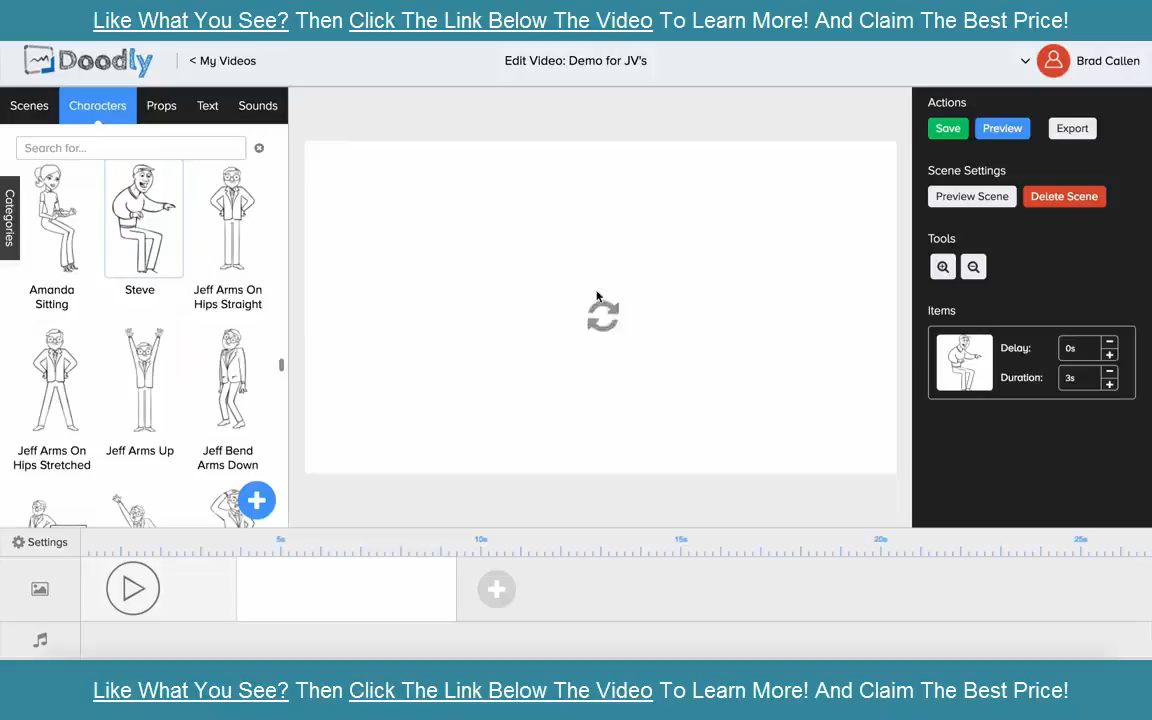 Like What You See? Then Click The Link Below The Video To Learn More! And Claim The Best Price!
Doodly
< My Videos
Edit Video: Demo for JV's
Brad Callen
Scenes
Characters
Props
Text
Sounds
Search for...
Categories
Amanda
Sitting
Steve
Jeff Arms On
Hips Straight
Jeff Arms On
Hips Stretched
Jeff Arms Up
Jeff Bend
Arms Down
Actions
Save
Preview
Export
Scene Settings
Preview Scene
Delete Scene
Tools
Items
Delay:
0s
Duration:
3s
Settings
5s
10s
15s
20s
25s
Like What You See? Then Click The Link Below The Video To Learn More! And Claim The Best Price!